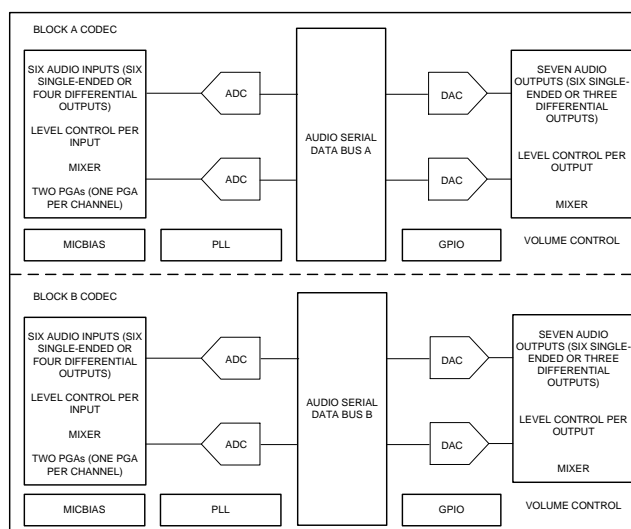 BLOCK A CODEC
SIX AUDIO INPUTS (SIX
SINGLE-ENDED OR
FOUR DIFFERENTIAL
OUTPUTS)
LEVEL CONTROL PER
INPUT
MIXER
TWO PGAs (ONE PGA
PER CHANNEL)
ADC
ADC
AUDIO SERIAL
DATA BUS A
DAC
DAC
SEVEN AUDIO
OUTPUTS (SIX SINGLE-
ENDED OR THREE
DIFFERENTIAL
OUTPUTS)
LEVEL CONTROL PER
OUTPUT
MIXER
MICBIAS
PLL
GPIO
VOLUME CONTROL
BLOCK B CODEC
SIX AUDIO INPUTS (SIX
SINGLE-ENDED OR
FOUR DIFFERENTIAL
OUTPUTS)
LEVEL CONTROL PER
INPUT
MIXER
TWO PGAs (ONE PGA
PER CHANNEL)
ADC
ADC
AUDIO SERIAL
DATA BUS B
DAC
DAC
SEVEN AUDIO
OUTPUTS (SIX SINGLE-
ENDED OR THREE
DIFFERENTIAL
OUTPUTS)
LEVEL CONTROL PER
OUTPUT
MIXER
MICBIAS
PLL
GPIO
VOLUME CONTROL